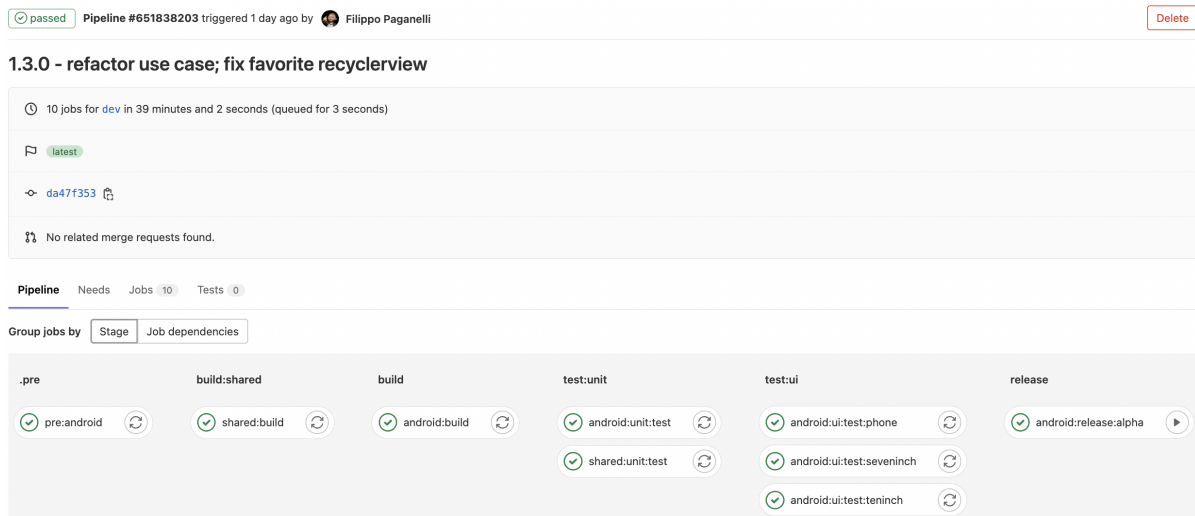 passed Pipeline #651838203 triggered 1 day ago by Filippo Paganelli Delete
1.3.0 - refactor use case; fix favorite recyclerview
10 jobs for dev in 39 minutes and 2 seconds (queued for 3 seconds)
latest
da47f353
No related merge requests found.
Pipeline Needs Jobs 10 Tests 0
Group jobs by Stage Job dependencies
.pre build:shared build test:unit test:ui release
pre:android shared:build android:build android:unit:test android:ui:test:phone android:release:alpha
shared:unit:test android:ui:test:seveninch
android:ui:test:teninch